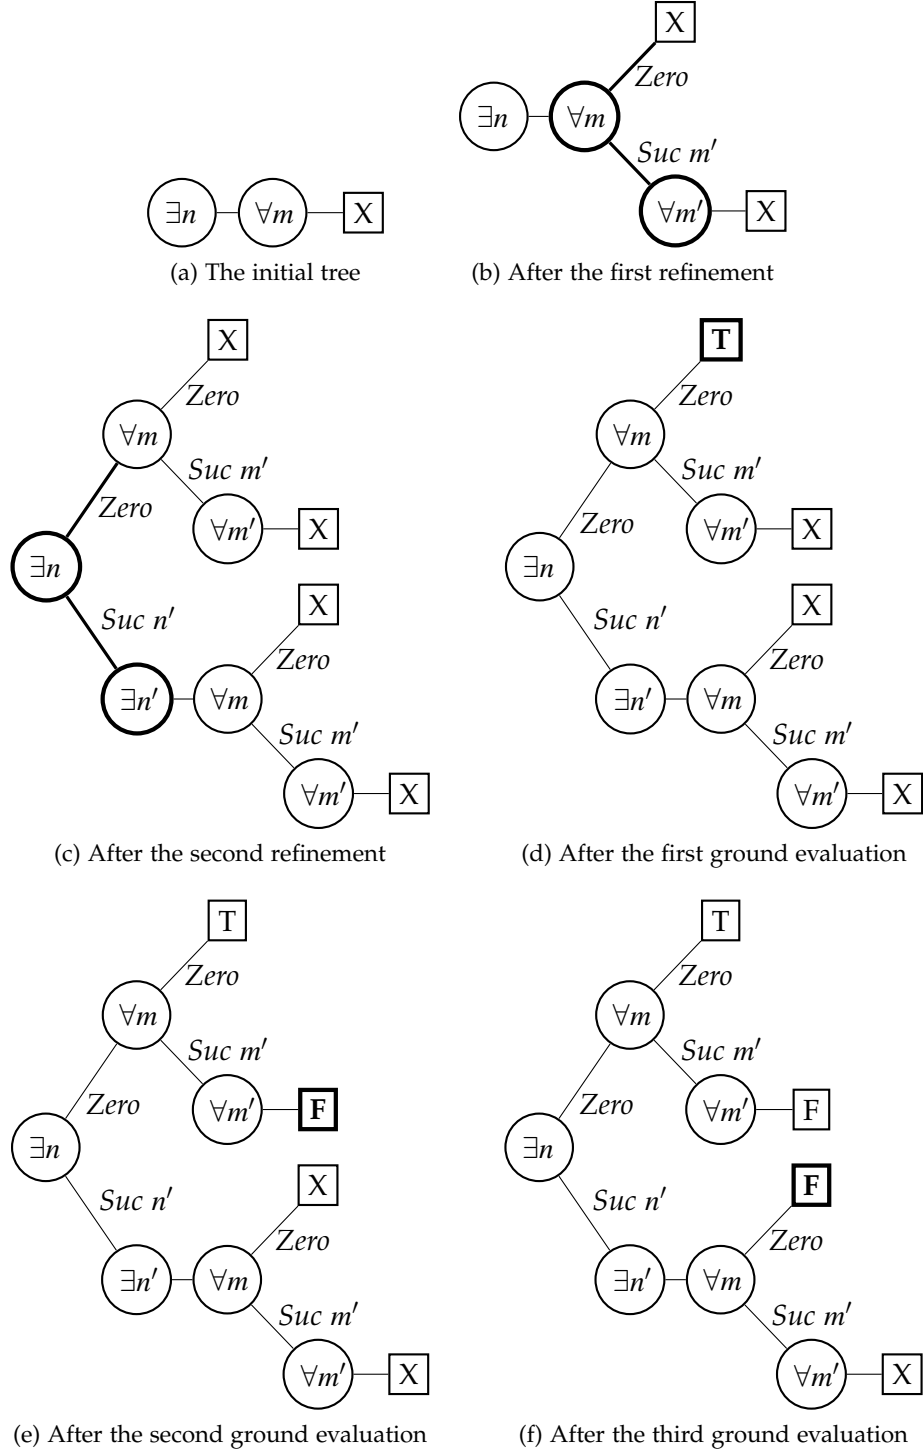 ∃n
∀m
X
(a) The initial tree
X
Zero
∃n
∀m
Suc m′
∀m′
X
(b) After the first refinement
X
Zero
∀m
Suc m′
Zero
∀m′
X
∃n
X
Suc n′
Zero
∃n′
∀m
Suc m′
∀m′
X
(c) After the second refinement
T
Zero
∀m
Suc m′
Zero
∀m′
X
∃n
X
Suc n′
Zero
∃n′
∀m
Suc m′
∀m′
X
(d) After the first ground evaluation
T
Zero
∀m
Suc m′
Zero
∀m′
F
∃n
X
Suc n′
Zero
∃n′
∀m
Suc m′
∀m′
X
(e) After the second ground evaluation
T
Zero
∀m
Suc m′
Zero
∀m′
F
∃n
F
Suc n′
Zero
∃n′
∀m
Suc m′
∀m′
X
(f) After the third ground evaluation